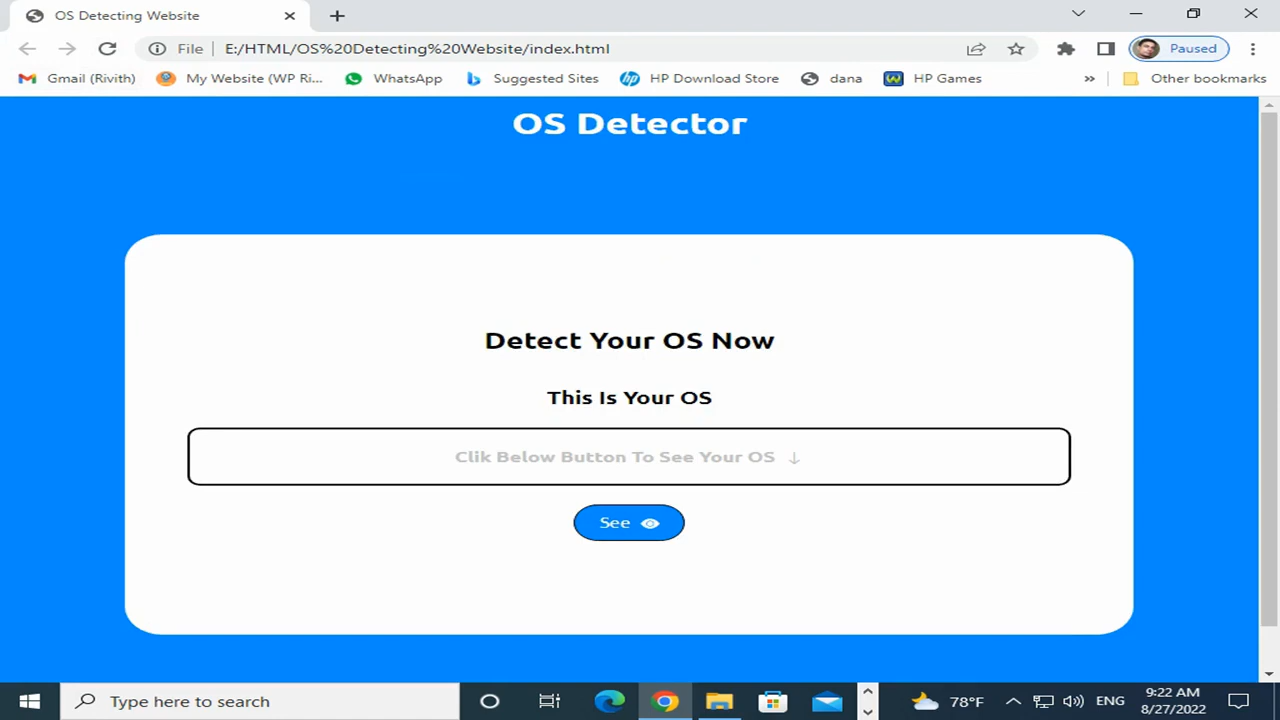 OS Detecting Website
File E:/HTML/OS%20Detecting%20Website/index.html Paused
Gmail (Rivith) My Website (WP Ri... WhatsApp Suggested Sites HP Download Store dana HP Games » Other bookmarks
OS Detector
Detect Your OS Now
This Is Your OS
Clik Below Button To See Your OS ↓
See
Type here to search 78°F ENG 9:22 AM
8/27/2022